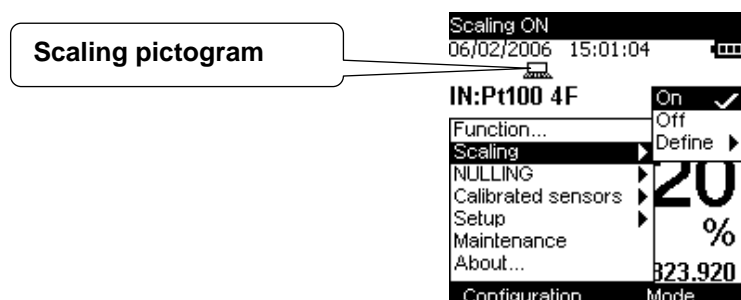 Scaling pictogram
Scaling ON
06/02/2006 15:01:04
IN:Pt100 4F
On
Off
Define
Function...
Scaling
NULLING
Calibrated sensors
Setup
Maintenance
About...
20
%
823.920
Configuration Mode